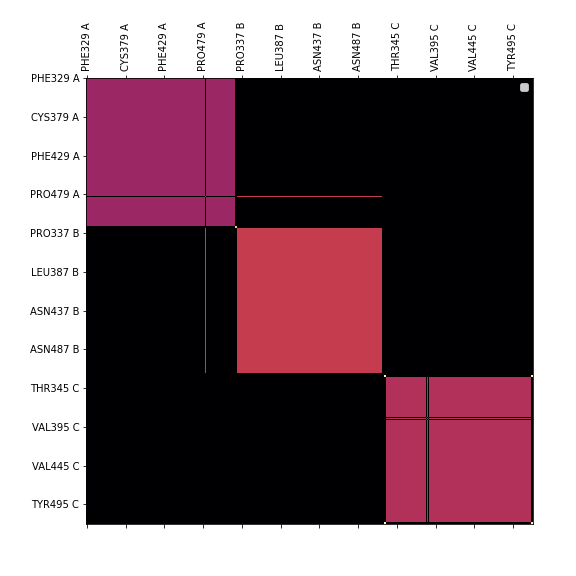 PHE329 A
CYS379 A
PHE429 A
PRO479 A
PRO337 B
LEU387 B
ASN437 B
ASN487 B
THR345 C
VAL395 C
VAL445 C
TYR495 C
PHE329 A
CYS379 A
PHE429 A
PRO479 A
PRO337 B
LEU387 B
ASN437 B
ASN487 B
THR345 C
VAL395 C
VAL445 C
TYR495 C